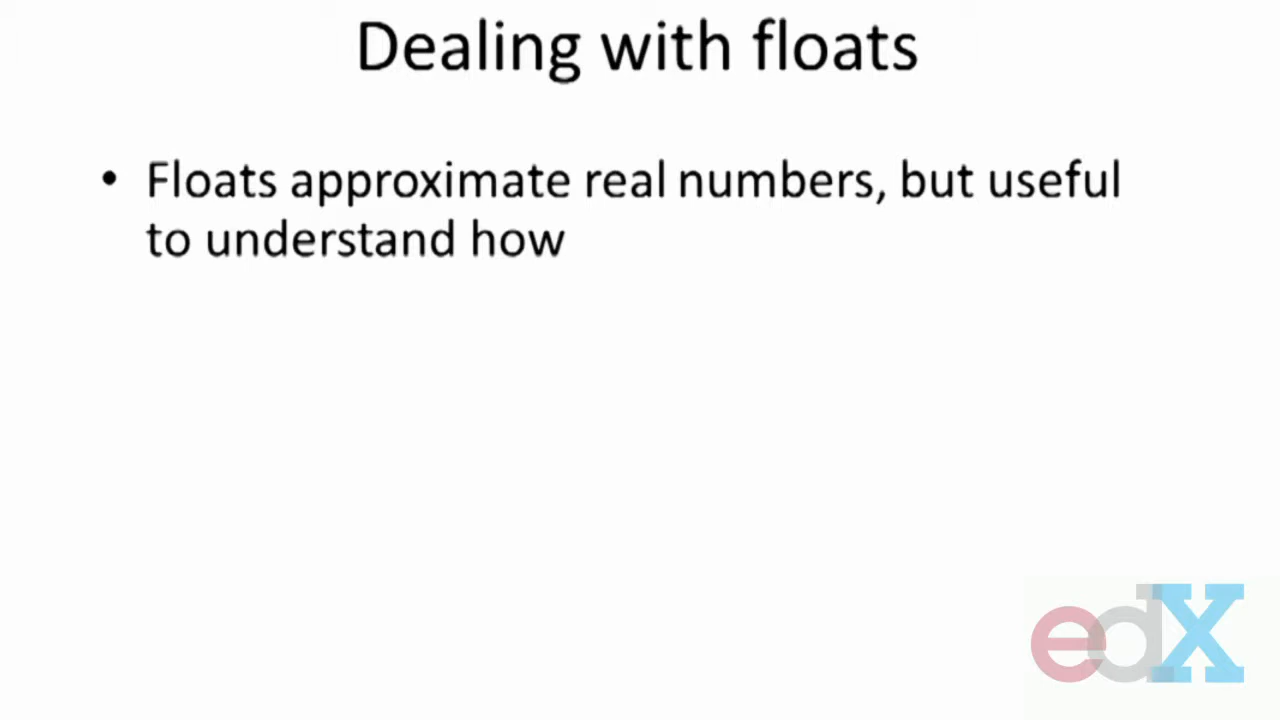 Dealing with floats
• Floats approximate real numbers, but useful
to understand how
edX